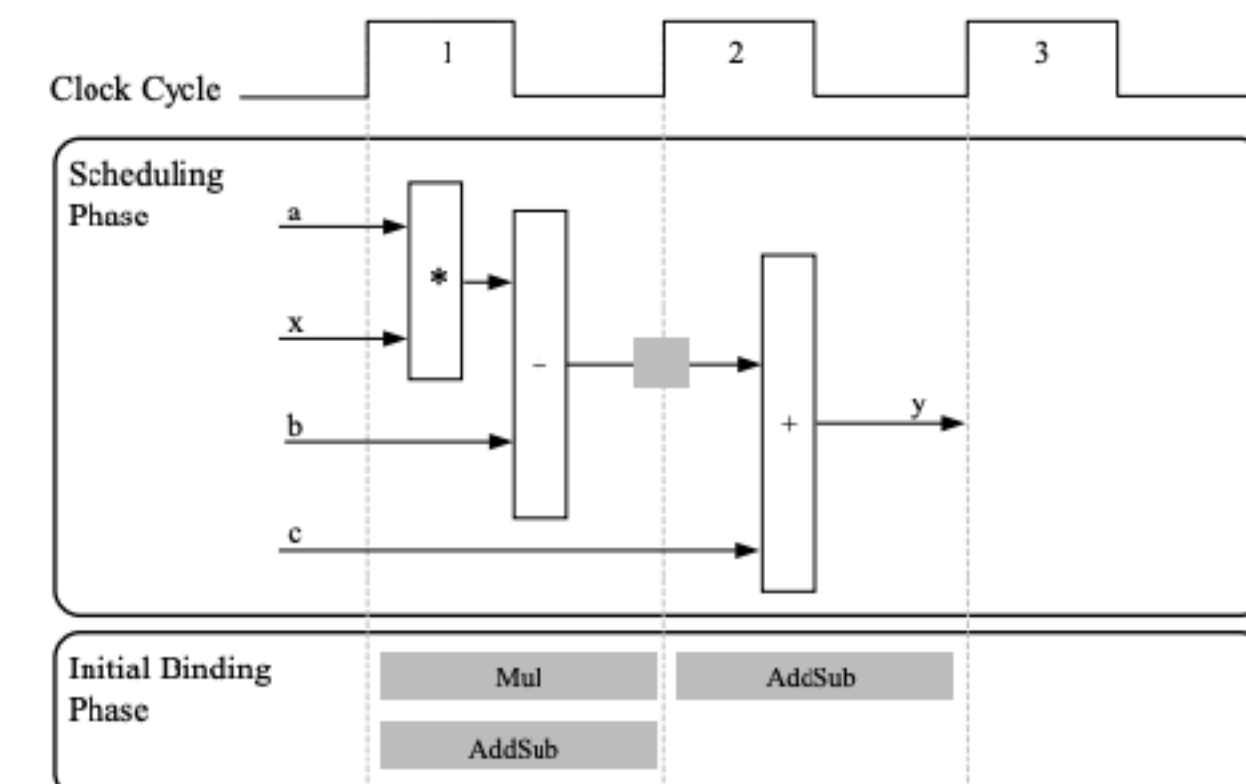 1
2
3
Clock Cycle
Scheduling
Phase
a
*
x
-
b
+
y
c
Initial Binding
Phase
Mul
AddSub
AddSub